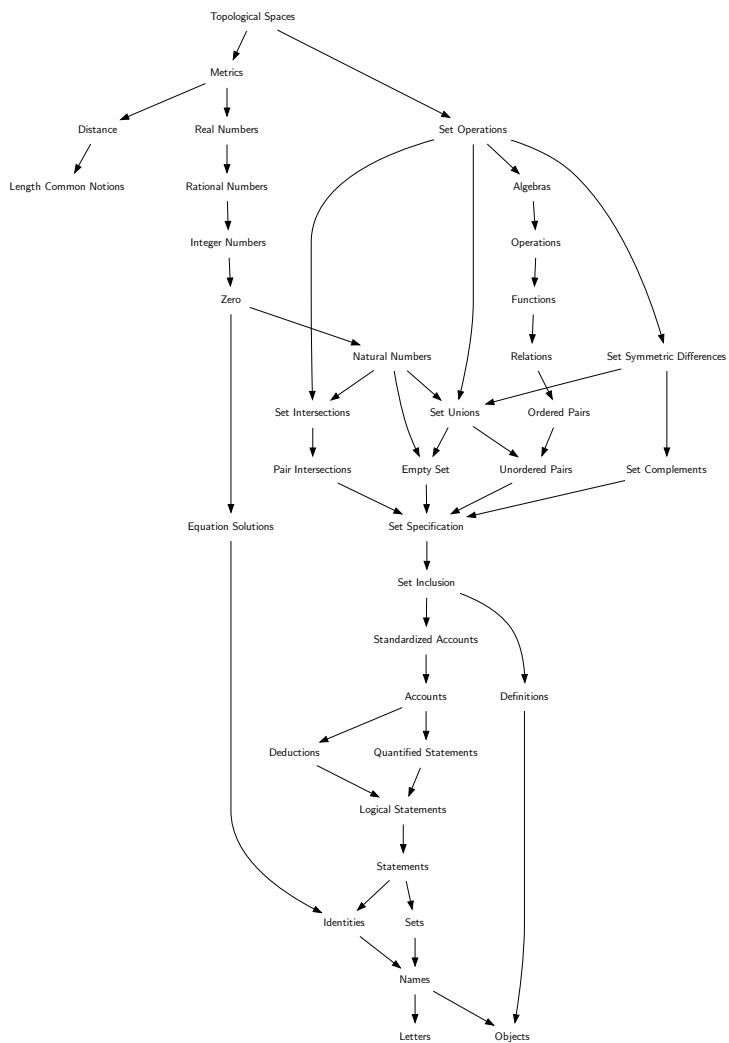 Topological Spaces
Metrics
Distance
Real Numbers
Set Operations
Length Common Notions
Rational Numbers
Algebras
Integer Numbers
Operations
Zero
Functions
Natural Numbers
Relations
Set Symmetric Differences
Set Intersections
Set Unions
Ordered Pairs
Pair Intersections
Empty Set
Unordered Pairs
Set Complements
Equation Solutions
Set Specification
Set Inclusion
Standardized Accounts
Accounts
Definitions
Deductions
Quantified Statements
Logical Statements
Statements
Identities
Sets
Names
Letters
Objects